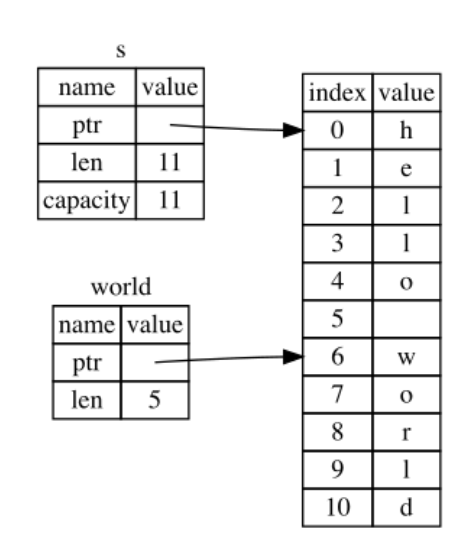 s
name value
ptr
len 11
capacity 11
world
name value
ptr
len 5
index value
0 h
1 e
2 l
3 l
4 o
5
6 w
7 o
8 r
9 l
10 d